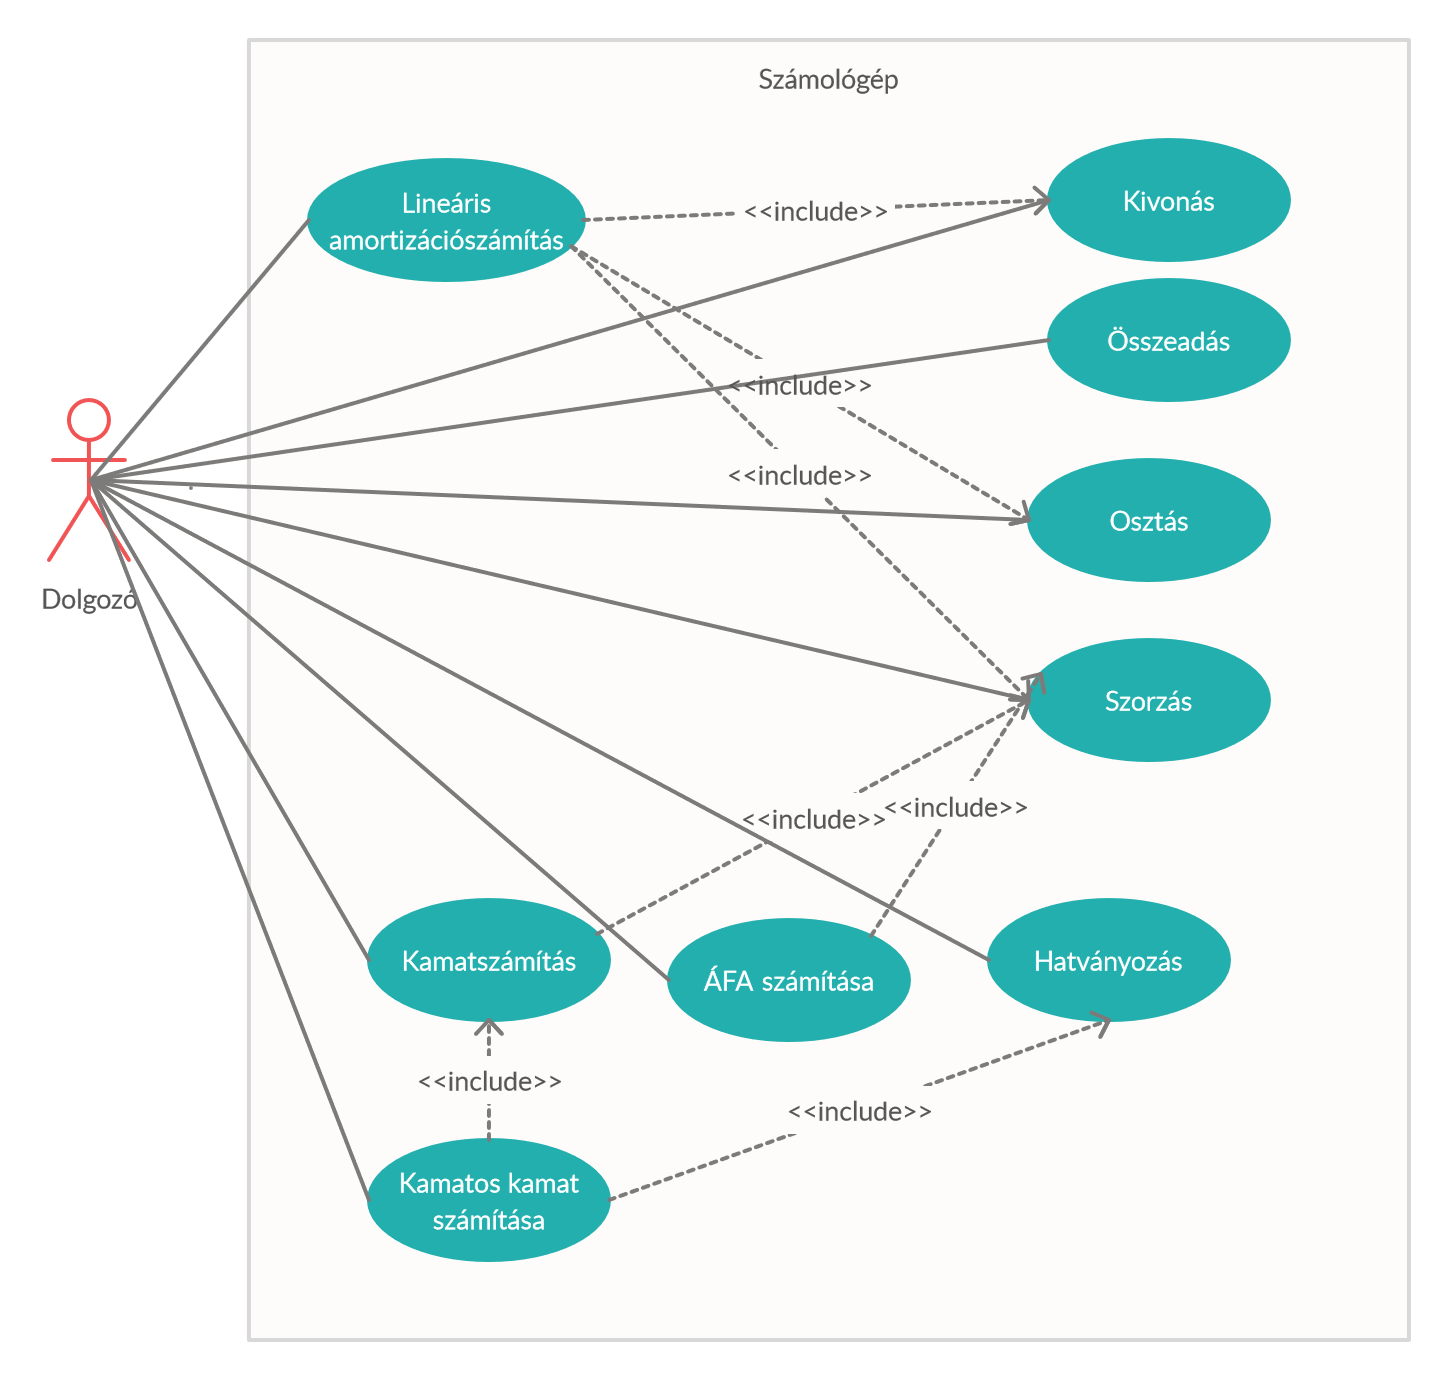 Számológép
Lineáris
amortizációszámítás
<<include>>
Kivonás
Összeadás
<<include>>
<<include>>
Osztás
Dolgozó
Szorzás
<<include>>
<<include>>
Kamatszámítás
ÁFA számítása
Hatványozás
<<include>>
<<include>>
Kamatos kamat
számítása